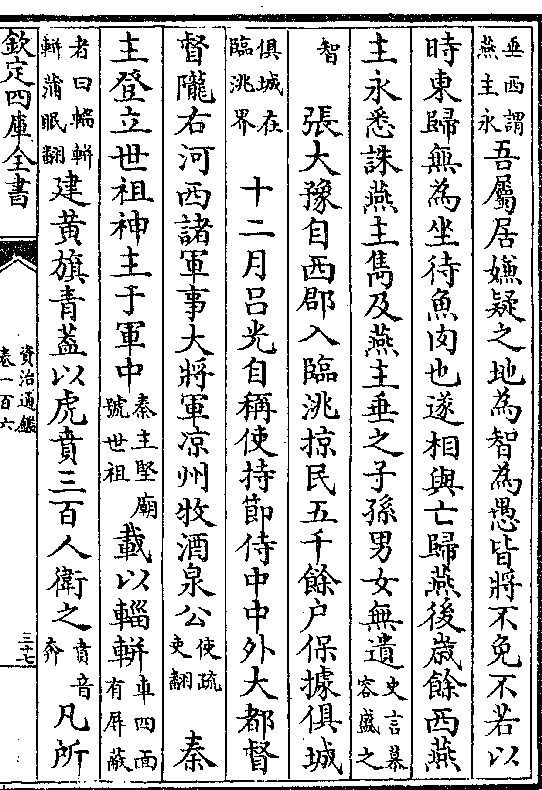 垂西謂燕主永吾屬居嫌疑之地為智為愚皆將不免不若以
時東歸無為坐待魚肉也遂相與亡歸燕後歲餘西燕
主永悉誅燕主雋及燕主垂之子孫男女無遺史言慕容盛之
智　張大豫自西郡入臨洮掠民五千餘户保據俱城
俱城在臨洮界　十二月吕光自稱使持節侍中中外大都督
督隴右河西諸軍事大將軍凉州牧酒泉公使疏吏翻　秦
主登立世祖神主于軍中秦主堅廟號世祖載以輜軿車四面有屏蔽
者曰輜軿軿蒲眠翻建黄旗青葢以虎賁三百人衛之賁音奔凡所
欽定四庫全書
資治通鑑
卷一百六
三十七